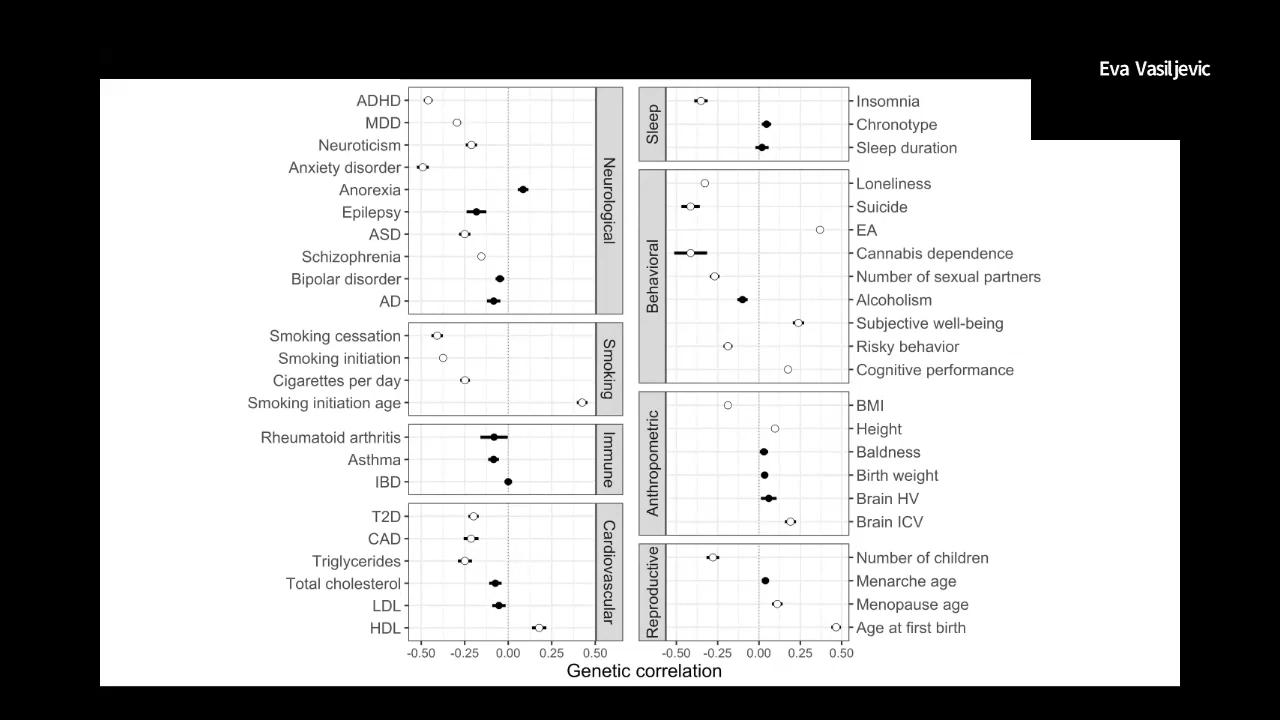 Eva Vasiljevic
ADHD
MDD
Neuroticism
Anxiety disorder
Anorexia
Epilepsy
ASD
Schizophrenia
Bipolar disorder
AD
Neurological
Smoking cessation
Smoking initiation
Cigarettes per day
Smoking initiation age
Smoking
Rheumatoid arthritis
Asthma
IBD
Immune
T2D
CAD
Triglycerides
Total cholesterol
LDL
HDL
Cardiovascular
-0.50 -0.25 0.00 0.25 0.50
Sleep
Insomnia
Chronotype
Sleep duration
Behavioral
Loneliness
Suicide
EA
Cannabis dependence
Number of sexual partners
Alcoholism
Subjective well-being
Risky behavior
Cognitive performance
Anthropometric
BMI
Height
Baldness
Birth weight
Brain HV
Brain ICV
Reproductive
Number of children
Menarche age
Menopause age
Age at first birth
-0.50 -0.25 0.00 0.25 0.50
Genetic correlation